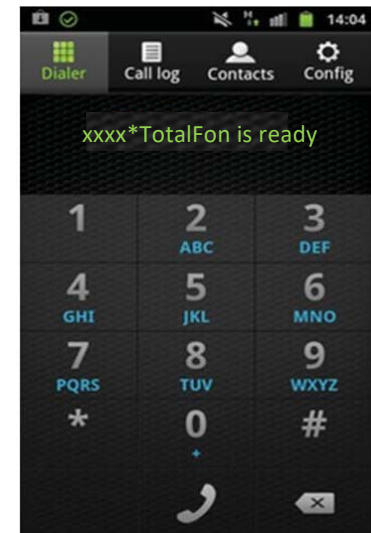 14:04
Dialer Call log Contacts Config
xxxx*TotalFon is ready
1 2 3
ABC DEF
4 5 6
GHI JKL MNO
7 8 9
PQRS TUV WXYZ
* 0 #
+